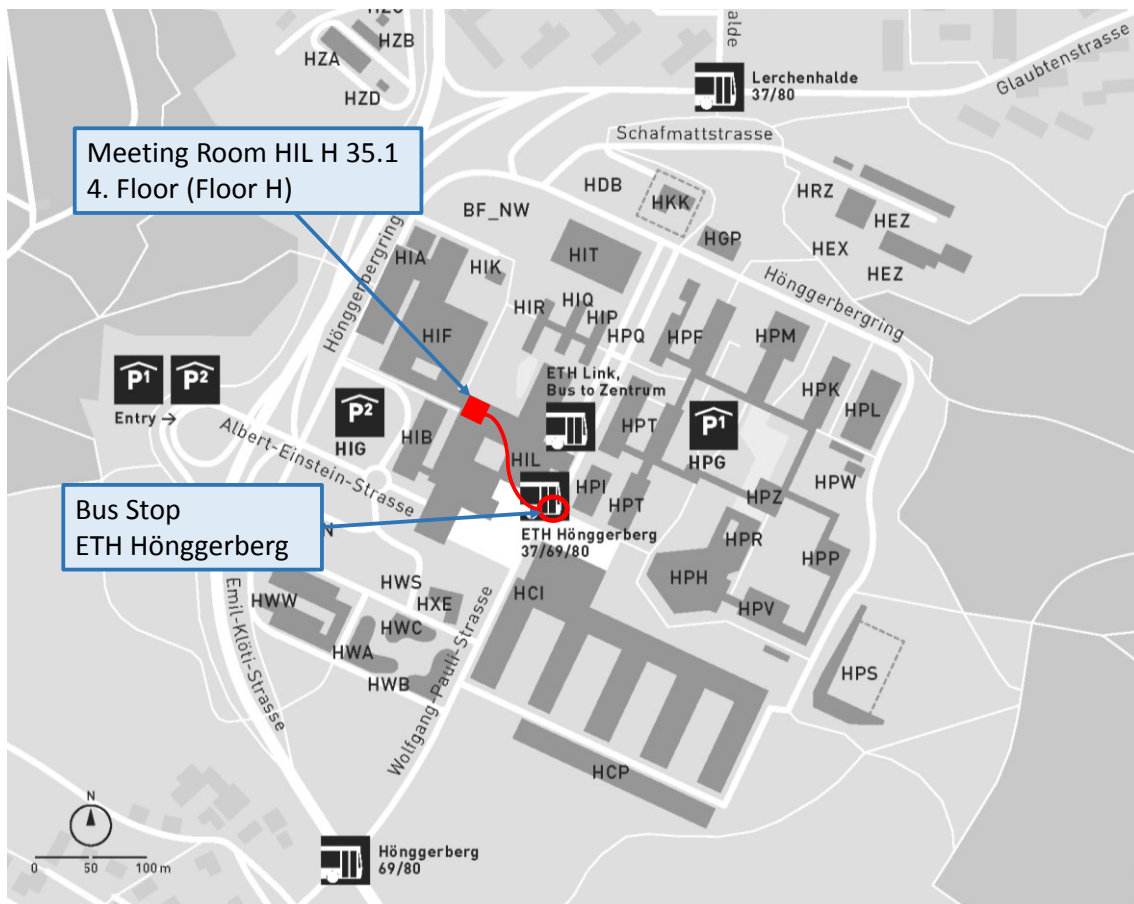 HZB
HZA
HZD
alde
Glaubtenstrasse
Lerchenhalde
37/80
Schafmattstrasse
Meeting Room HIL H 35.1
4. Floor (Floor H)
HDB
HKK
HRZ
HEZ
BF_NW
HGP
HEX
HEZ
Hönggerbergring
HIA
HIK
HIT
Hönggerbergring
HIF
HIR
HIQ
HIP
HPQ
HPF
HPM
P1
P2
Entry →
P2
HIG
ETH Link,
Bus to Zentrum
HPK
HPL
Albert-Einstein-Strasse
HIB
HPT
P1
HPG
HIL
HPI
HPT
HPZ
HPW
Bus Stop
ETH Hönggerberg
N
ETH Hönggerberg
37/69/80
HPR
HPP
HPH
HPV
HWW
HWS
HXE
HCI
HWC
HWA
HWB
HPS
Emil-Klöti-Strasse
Wolfgang-Pauli-Strasse
HCP
N
0 50 100 m
Hönggerberg
69/80